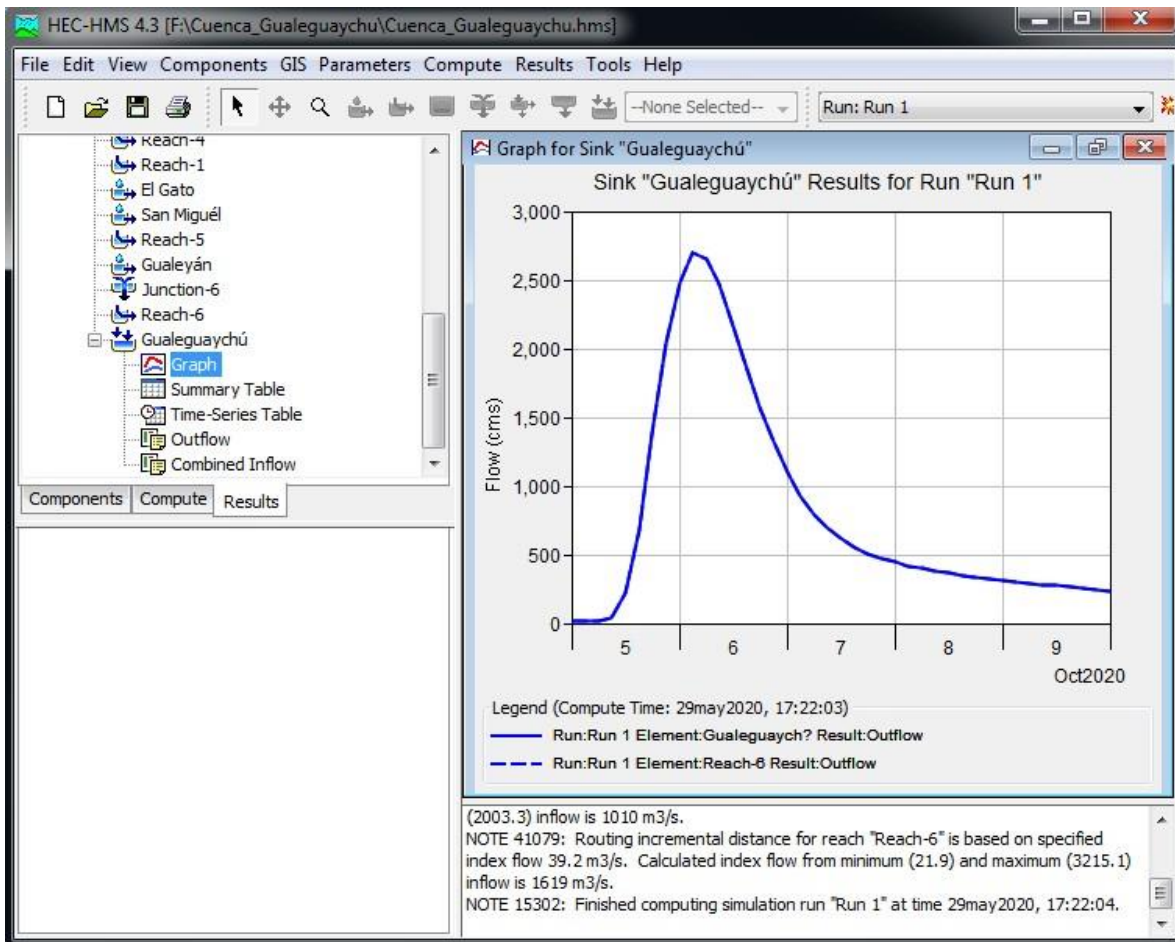 HEC-HMS 4.3 [F:\Cuenca_Gualeguaychu\Cuenca_Gualeguaychu.hms]
File Edit View Components GIS Parameters Compute Results Tools Help
--None Selected-- Run: Run 1
Reach-4
Reach-1
El Gato
San Miguél
Reach-5
Gualeyán
Junction-6
Reach-6
Gualeguaychú
Graph
Summary Table
Time-Series Table
Outflow
Combined Inflow
Components Compute Results
Graph for Sink "Gualeguaychú"
Sink "Gualeguaychú" Results for Run "Run 1"
3,000
2,500
2,000
1,500
1,000
500
0
Flow (cms)
5 6 7 8 9
Oct2020
Legend (Compute Time: 29may2020, 17:22:03)
Run:Run 1 Element:Gualeguaych? Result:Outflow
Run:Run 1 Element:Reach-6 Result:Outflow
(2003.3) inflow is 1010 m3/s.
NOTE 41079: Routing incremental distance for reach "Reach-6" is based on specified
index flow 39.2 m3/s. Calculated index flow from minimum (21.9) and maximum (3215.1)
inflow is 1619 m3/s.
NOTE 15302: Finished computing simulation run "Run 1" at time 29may2020, 17:22:04.